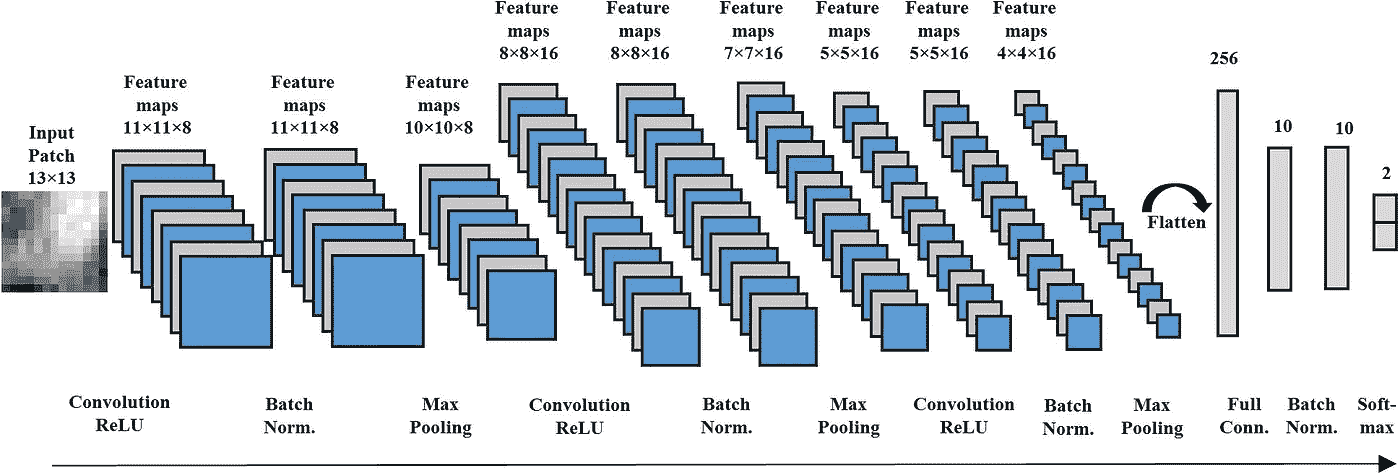 Input
Patch
13×13
Feature
maps
11×11×8
Feature
maps
11×11×8
Feature
maps
10×10×8
Feature
maps
8×8×16
Feature
maps
8×8×16
Feature
maps
7×7×16
Feature
maps
5×5×16
Feature
maps
5×5×16
Feature
maps
4×4×16
Flatten
256
10
10
2
Convolution
ReLU
Batch
Norm.
Max
Pooling
Convolution
ReLU
Batch
Norm.
Max
Pooling
Convolution
ReLU
Batch
Norm.
Max
Pooling
Full
Conn.
Batch
Norm.
Soft-
max